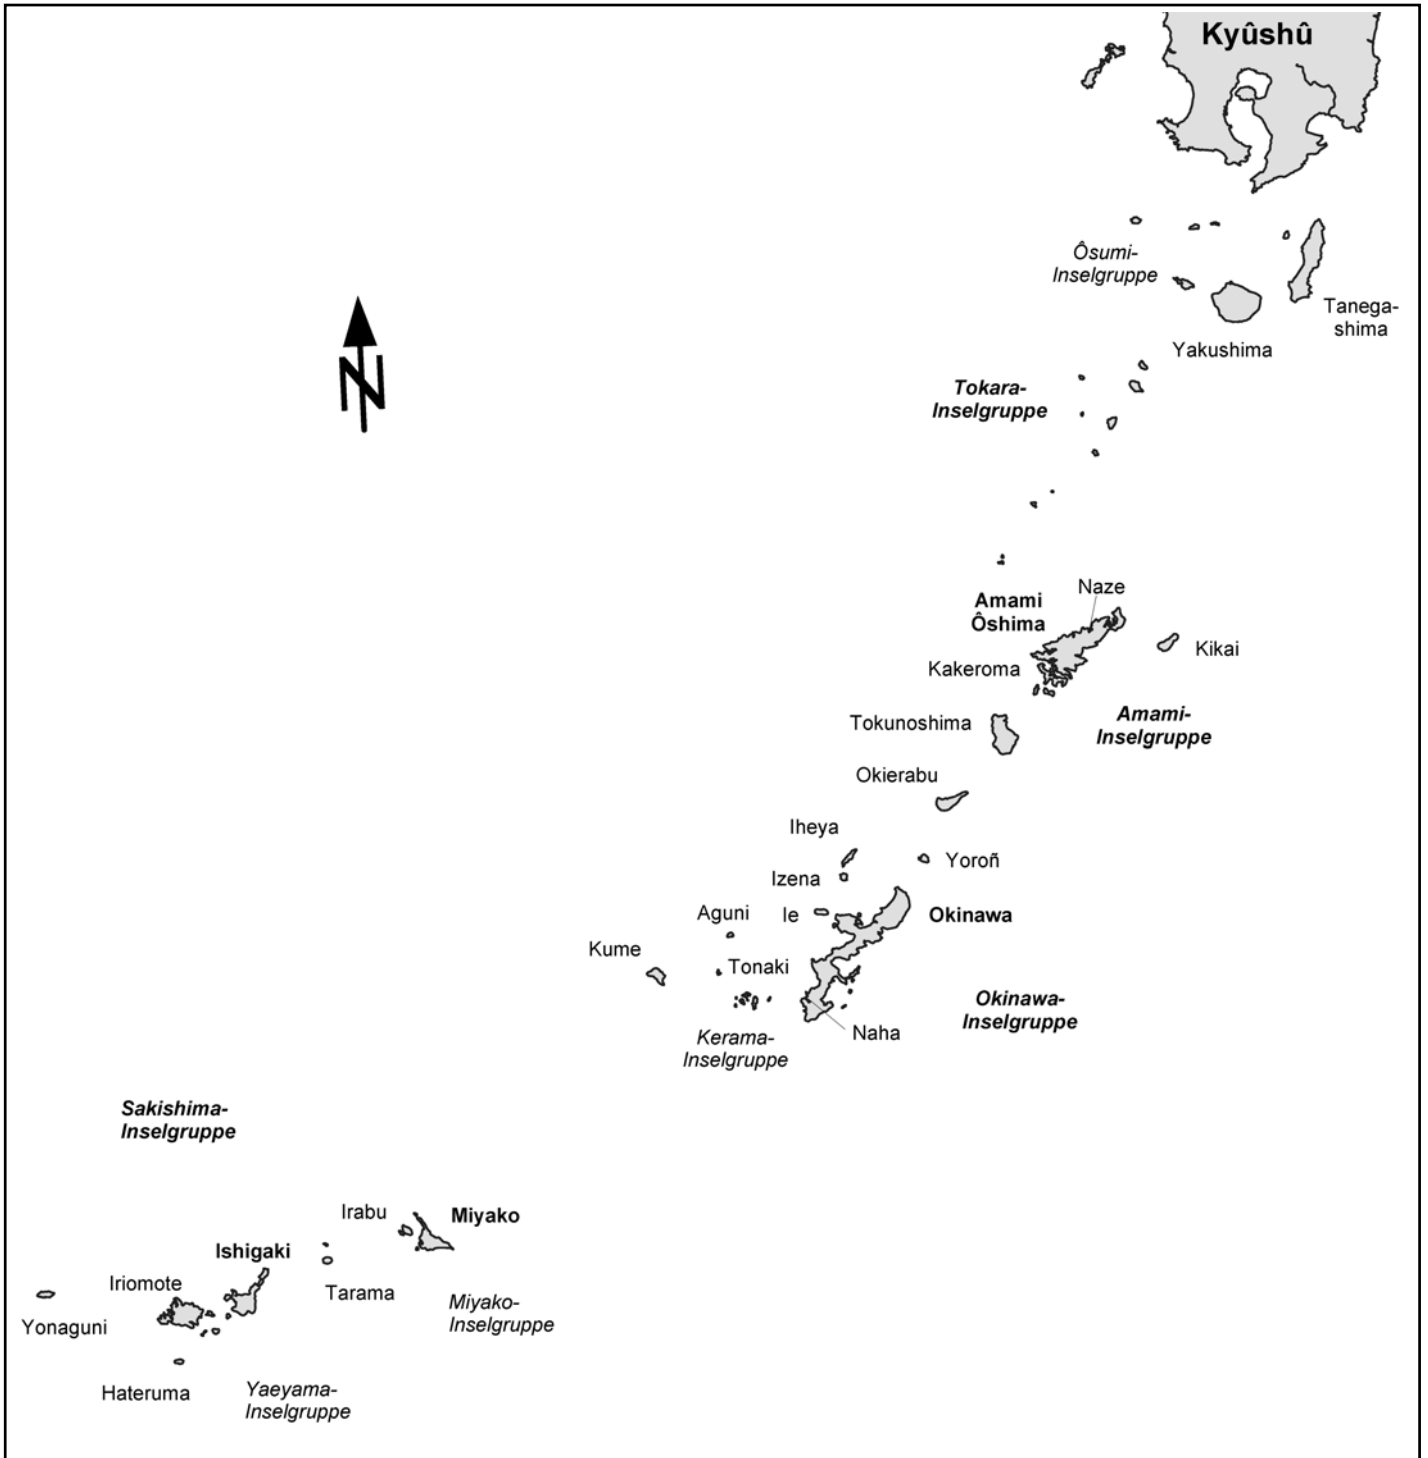 Kyûshû
Ôsumi-
Inselgruppe
Tanega-
shima
Yakushima
Tokara-
Inselgruppe
N
Naze
Amami
Ôshima
Kikai
Kakeroma
Amami-
Inselgruppe
Tokunoshima
Okierabu
Iheya
Yoroñ
Izena
Aguni
Ie
Okinawa
Kume
Tonaki
Okinawa-
Inselgruppe
Naha
Kerama-
Inselgruppe
Sakishima-
Inselgruppe
Irabu
Miyako
Ishigaki
Iriomote
Tarama
Miyako-
Inselgruppe
Yonaguni
Hateruma
Yaeyama-
Inselgruppe